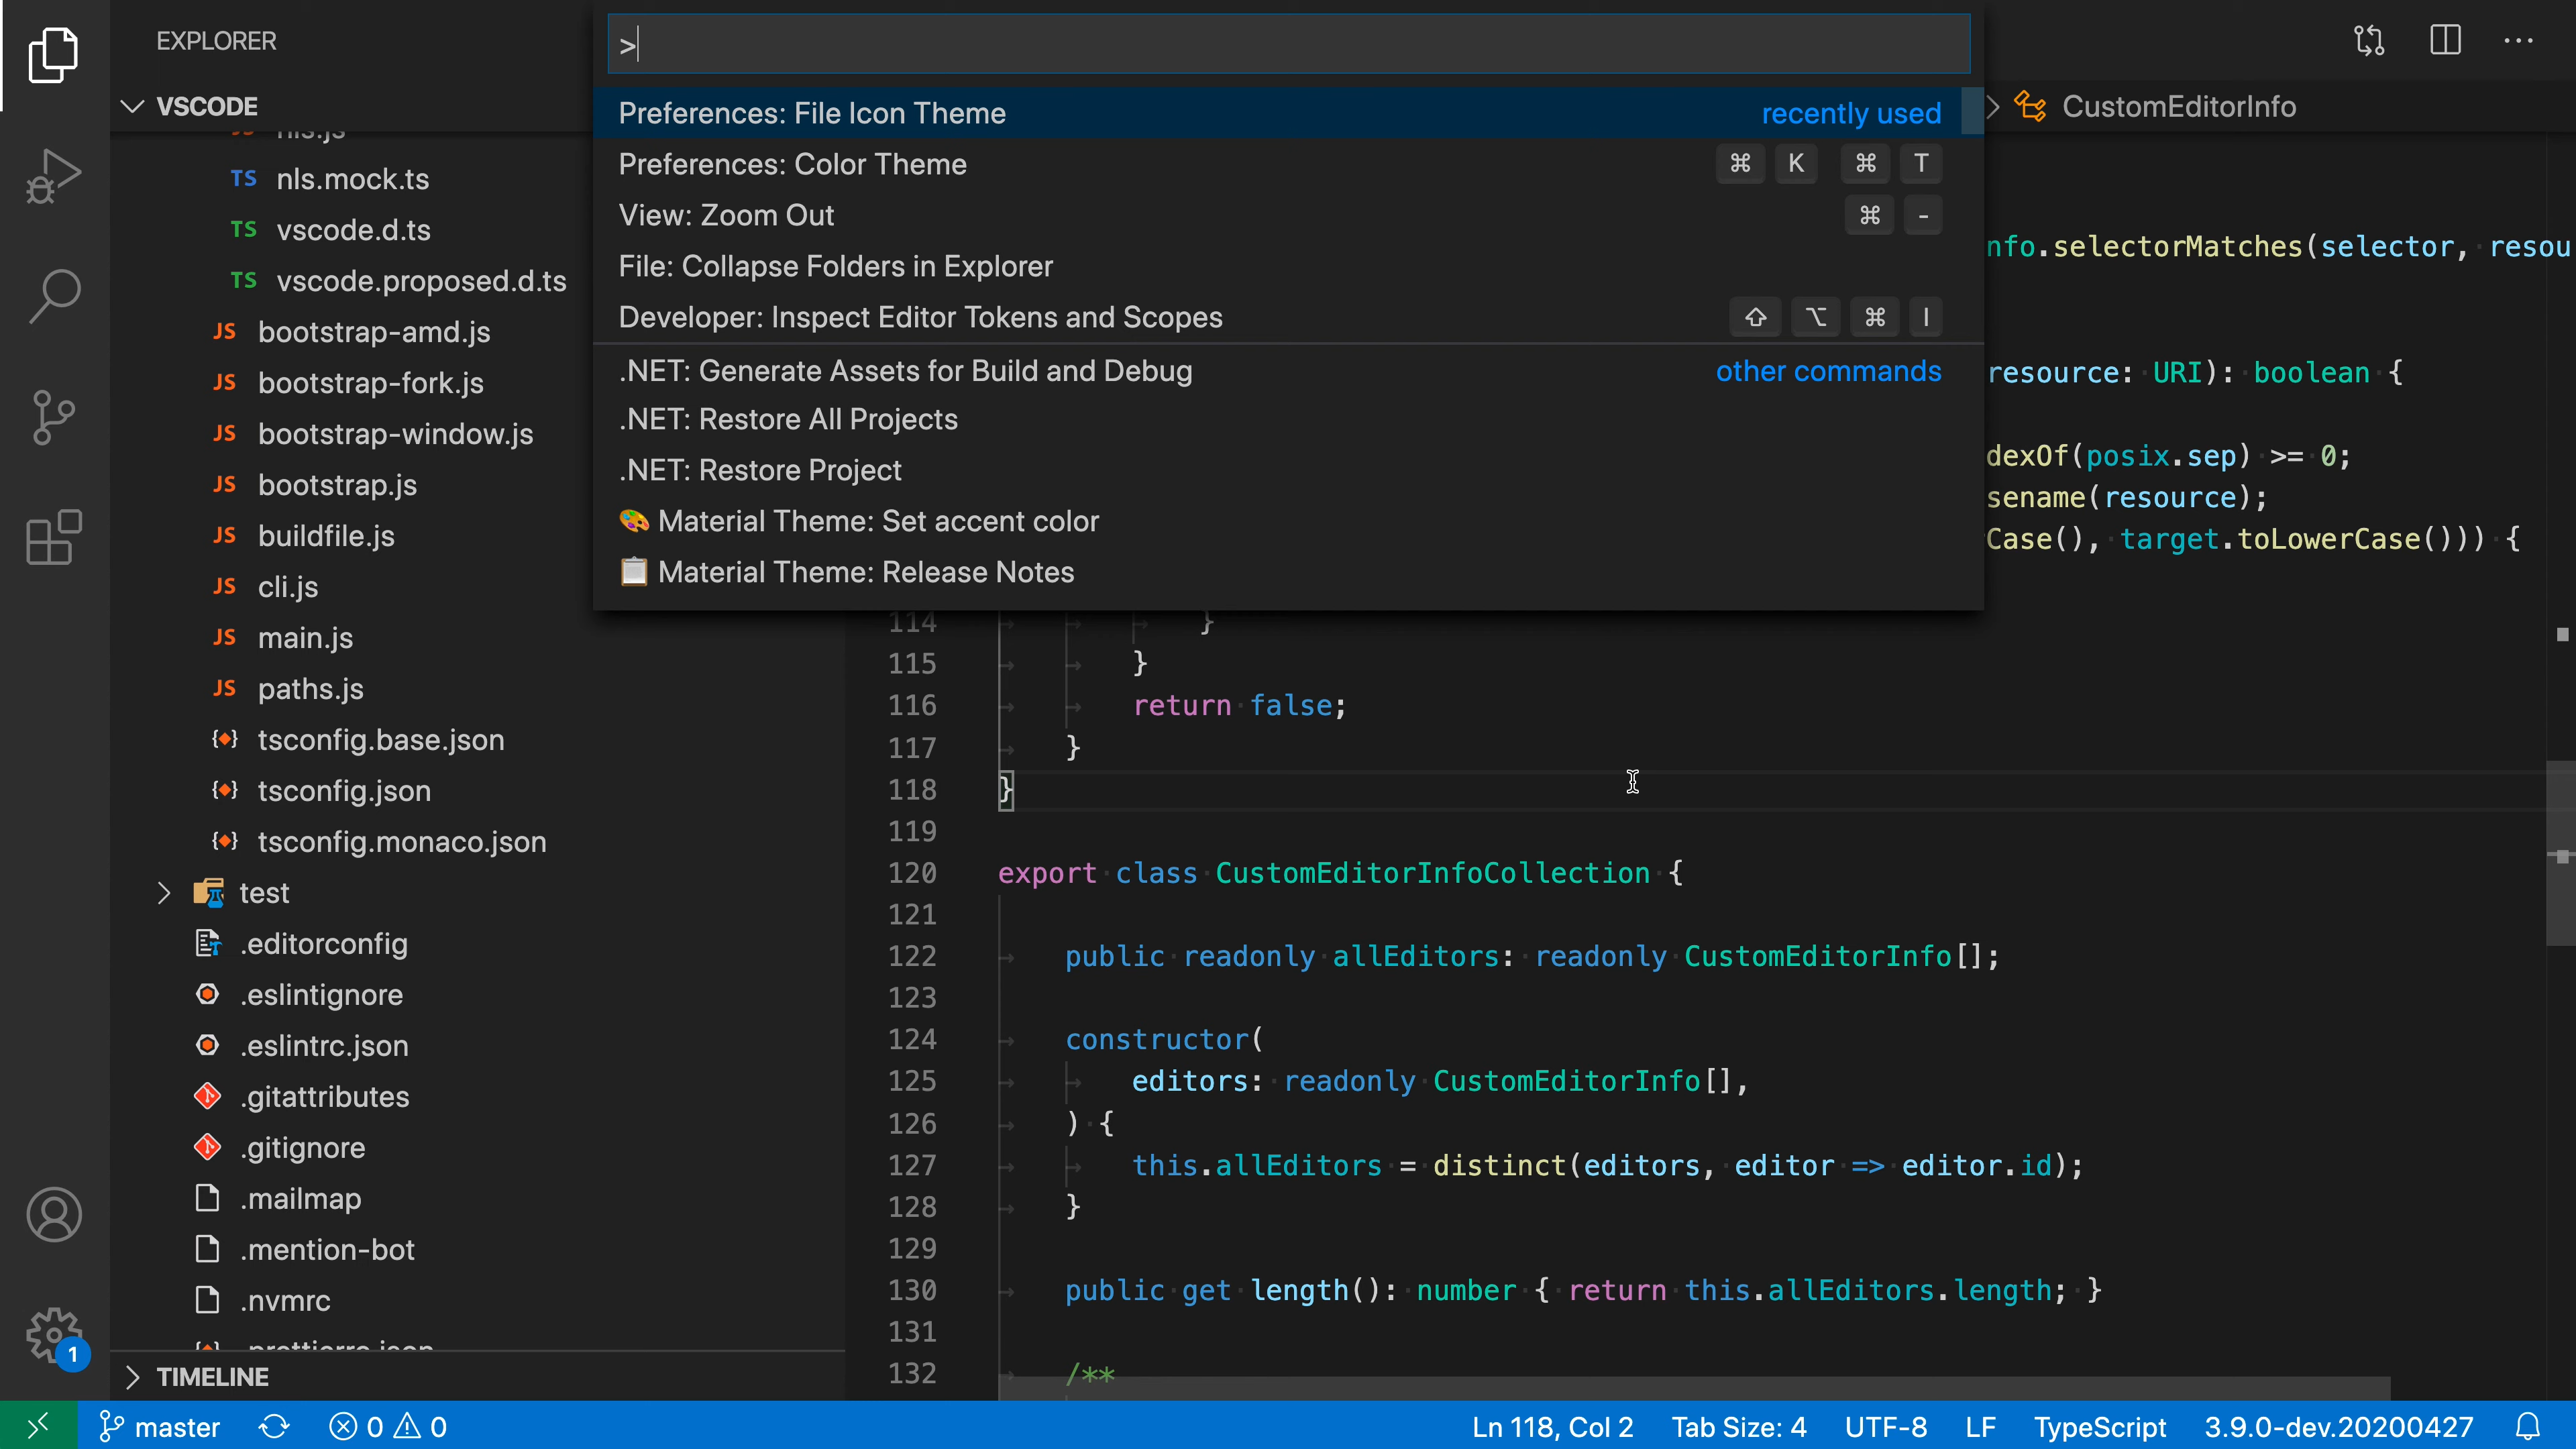 EXPLORER
VSCODE
nls.js
TS nls.mock.ts
TS vscode.d.ts
TS vscode.proposed.d.ts
JS bootstrap-amd.js
JS bootstrap-fork.js
JS bootstrap-window.js
JS bootstrap.js
JS buildfile.js
JS cli.js
JS main.js
JS paths.js
tsconfig.base.json
tsconfig.json
tsconfig.monaco.json
test
.editorconfig
.eslintignore
.eslintrc.json
.gitattributes
.gitignore
.mailmap
.mention-bot
.nvmrc
TIMELINE
1
>
Preferences: File Icon Theme recently used
Preferences: Color Theme ⌘ K ⌘ T
View: Zoom Out ⌘ -
File: Collapse Folders in Explorer
Developer: Inspect Editor Tokens and Scopes ⇧ ⌥ ⌘ I
.NET: Generate Assets for Build and Debug other commands
.NET: Restore All Projects
.NET: Restore Project
🎨 Material Theme: Set accent color
📋 Material Theme: Release Notes
CustomEditorInfo
nfo.selectorMatches(selector, resou
resource: URI): boolean {
dexOf(posix.sep) >= 0;
sename(resource);
Case(), target.toLowerCase())) {
114 }
115 }
116 return false;
117 }
118 }
119
120 export class CustomEditorInfoCollection {
121
122 public readonly allEditors: readonly CustomEditorInfo[];
123
124 constructor(
125 editors: readonly CustomEditorInfo[],
126 ) {
127 this.allEditors = distinct(editors, editor => editor.id);
128 }
129
130 public get length(): number { return this.allEditors.length; }
131
132 /**
master 0 0 Ln 118, Col 2 Tab Size: 4 UTF-8 LF TypeScript 3.9.0-dev.20200427